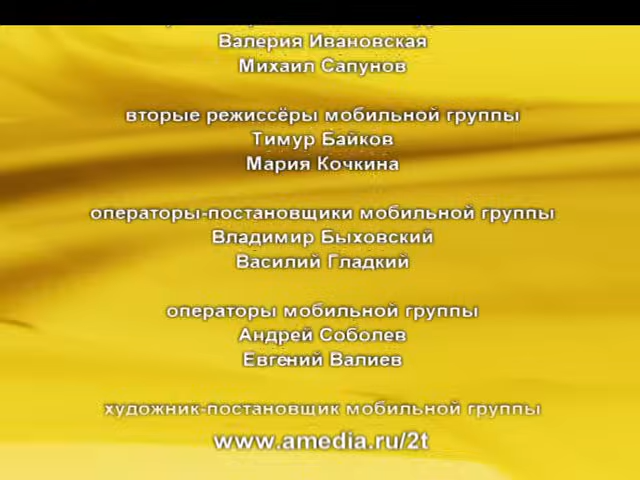 Валерия Ивановская
Михаил Сапунов
вторые режиссёры мобильной группы
Тимур Байков
Мария Кочкина
операторы-постановщики мобильной группы
Владимир Быховский
Василий Гладкий
операторы мобильной группы
Андрей Соболев
Евгений Валиев
художник-постановщик мобильной группы
www.amedia.ru/2t